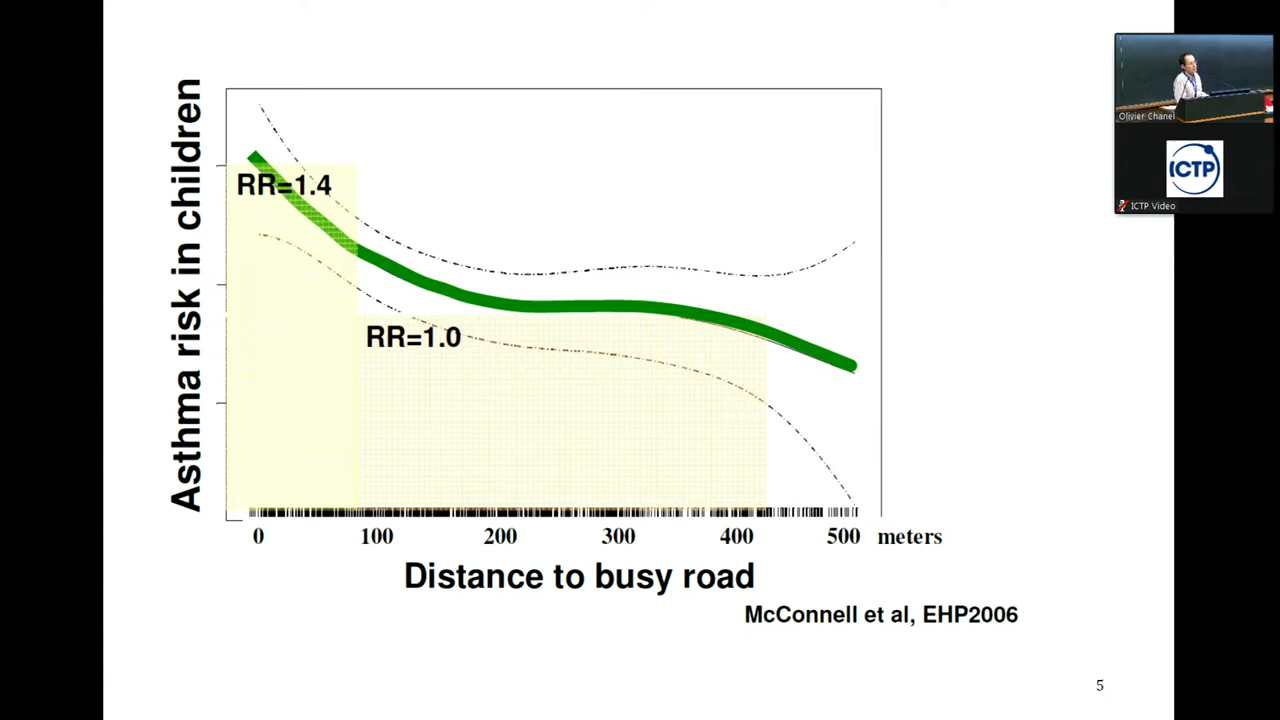 Asthma risk in children
RR=1.4
RR=1.0
0 100 200 300 400 500 meters
Distance to busy road
McConnell et al, EHP2006
5
Olivier Chanel
ICTP
ICTP Video